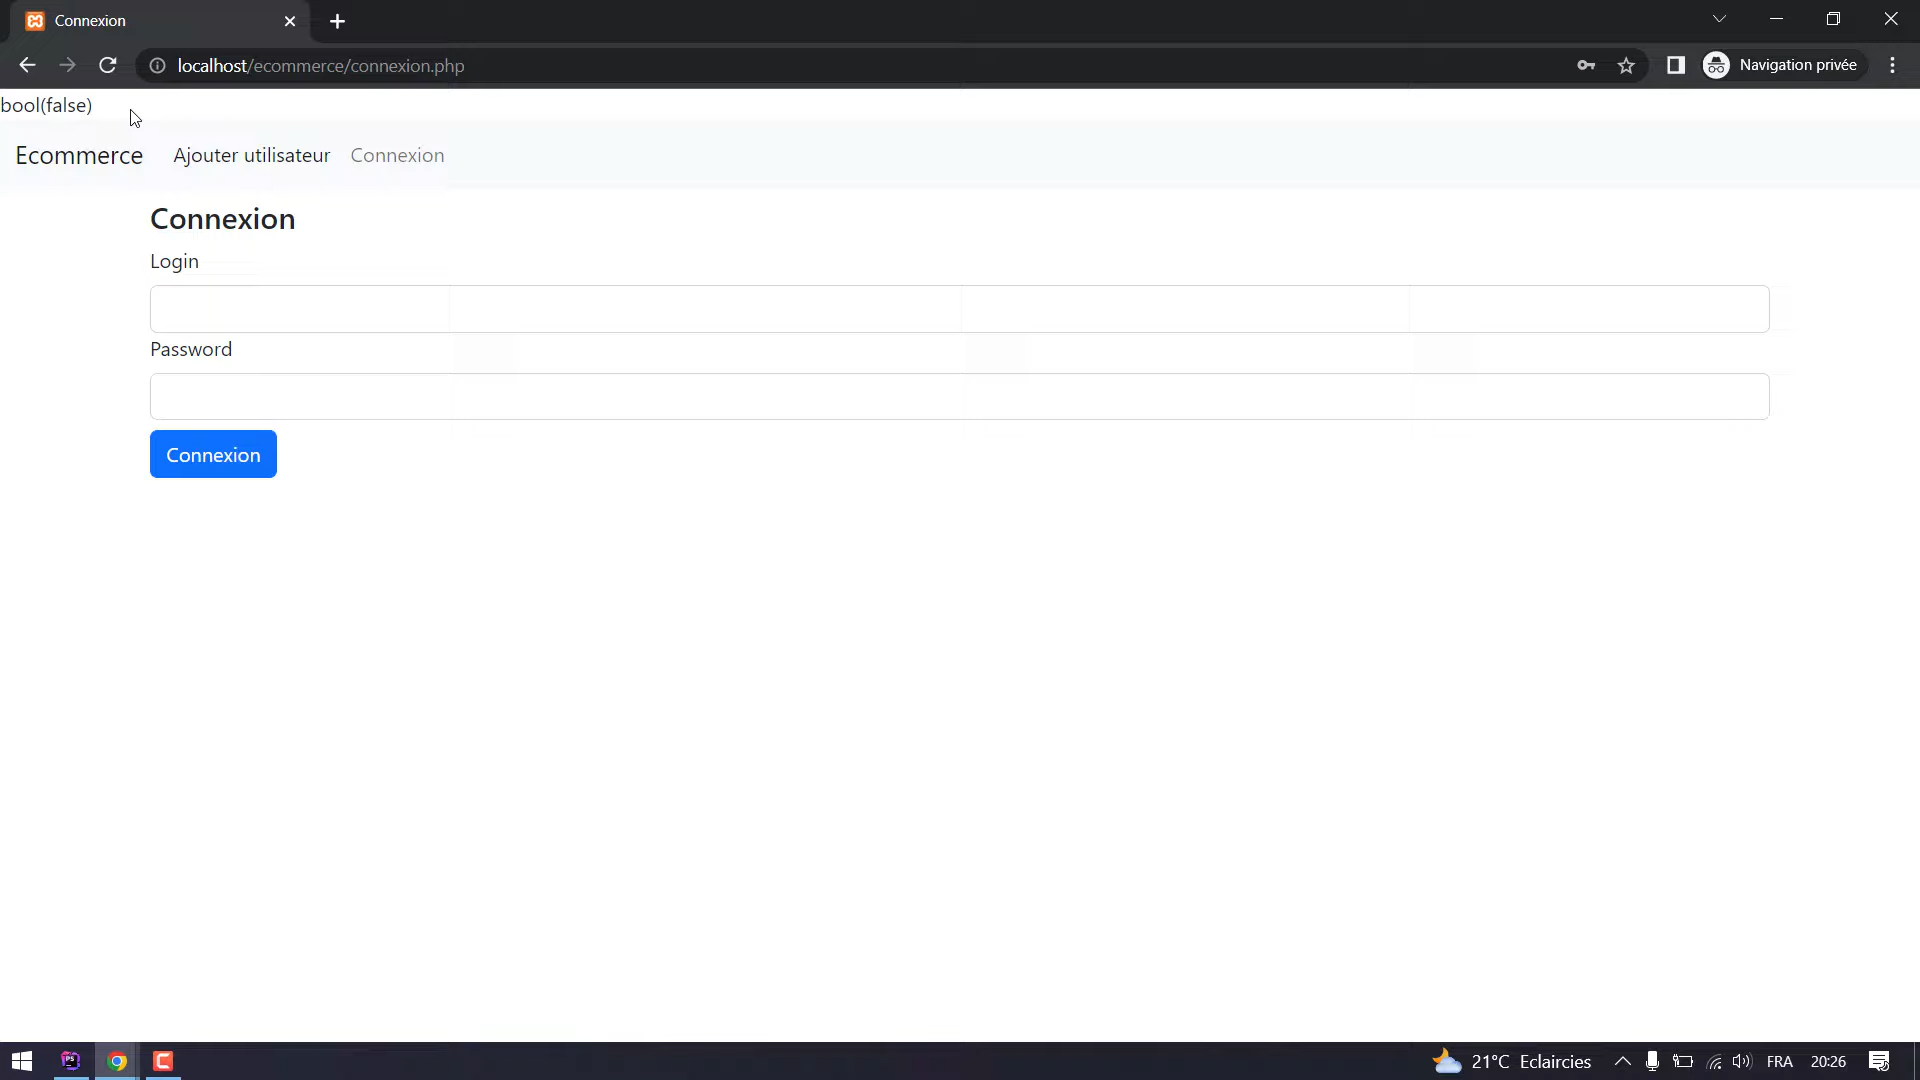 Connexion
localhost/ecommerce/connexion.php
Navigation privée
bool(false)
Ecommerce Ajouter utilisateur Connexion
Connexion
Login
Password
Connexion
PS
21°C Eclaircies FRA 20:26